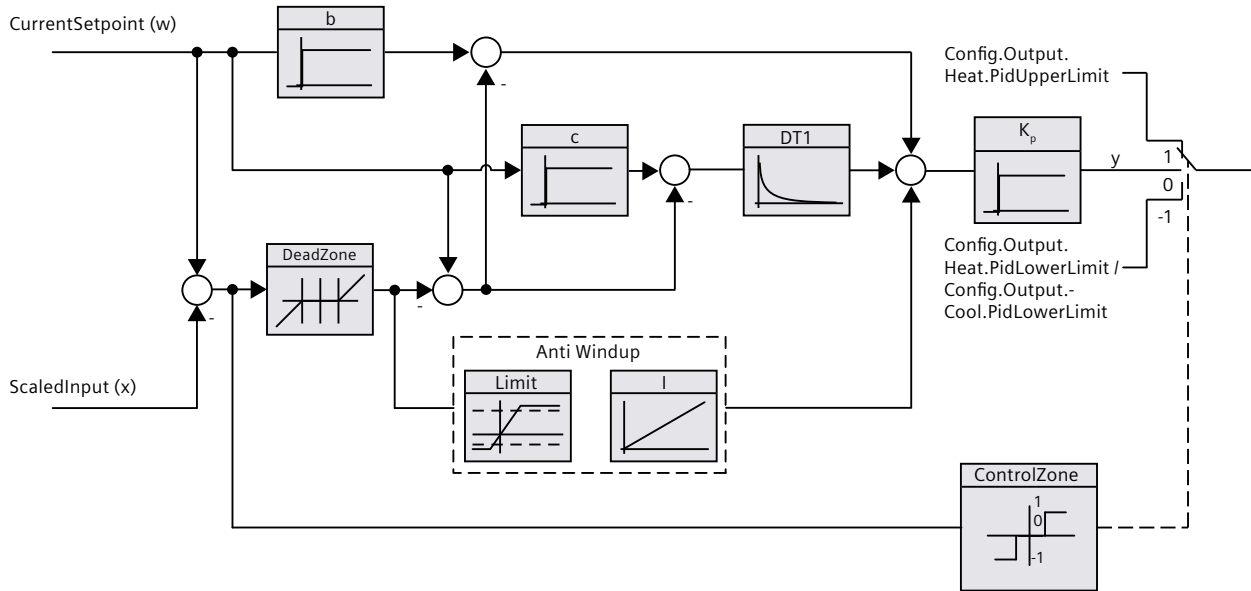 CurrentSetpoint (w)
b
-
Config.Output.
Heat.PidUpperLimit
c
-
DT1
Kp
y
1
0
-1
Config.Output.
Heat.PidLowerLimit /
Config.Output.-
Cool.PidLowerLimit
DeadZone
-
-
ScaledInput (x)
Anti Windup
Limit
I
ControlZone
1
0
-1